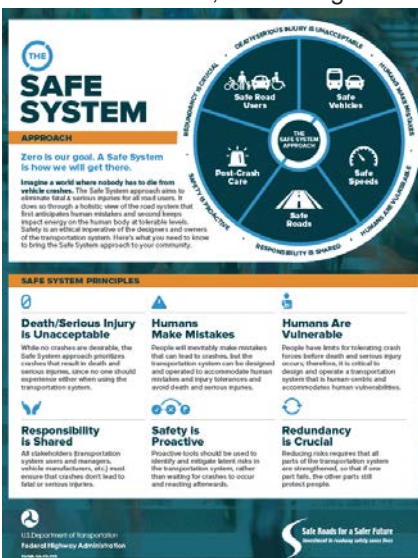 THE
SAFE
SYSTEM
APPROACH
Zero is our goal. A Safe System
is how we will get there.
Imagine a world where nobody has to die from
vehicle crashes. The Safe System approach aims to
eliminate fatal & serious injuries for all road users. It
does so through a holistic view of the road system that
first anticipates human mistakes and second keeps
impact energy on the human body at tolerable levels.
Safety is an ethical imperative of the designers and owners
of the transportation system. Here's what you need to know
to bring the Safe System approach to your community.
DEATH/SERIOUS INJURY IS UNACCEPTABLE
HUMANS MAKE MISTAKES
HUMANS ARE VULNERABLE
RESPONSIBILITY IS SHARED
SAFETY IS PROACTIVE
REDUNDANCY IS CRUCIAL
Safe Road
Users
Safe
Vehicles
THE
SAFE SYSTEM
APPROACH
Post-Crash
Care
Safe
Speeds
Safe
Roads
SAFE SYSTEM PRINCIPLES
Death/Serious Injury
is Unacceptable
While no crashes are desirable, the
Safe System approach prioritizes
crashes that result in death and
serious injuries, since no one should
experience either when using the
transportation system.
Humans
Make Mistakes
People will inevitably make mistakes
that can lead to crashes, but the
transportation system can be designed
and operated to accommodate human
mistakes and injury tolerances and
avoid death and serious injuries.
Humans Are
Vulnerable
People have limits for tolerating crash
forces before death and serious injury
occurs; therefore, it is critical to
design and operate a transportation
system that is human-centric and
accommodates human vulnerabilities.
Responsibility
is Shared
All stakeholders (transportation
system users and managers,
vehicle manufacturers, etc.) must
ensure that crashes don't lead to
fatal or serious injuries.
Safety is
Proactive
Proactive tools should be used to
identify and mitigate latent risks in
the transportation system, rather
than waiting for crashes to occur
and reacting afterwards.
Redundancy
is Crucial
Reducing risks requires that all
parts of the transportation system
are strengthened, so that if one
part fails, the other parts still
protect people.
U.S. Department of Transportation
Federal Highway Administration
Safe Roads for a Safer Future
Investment in roadway safety saves lives